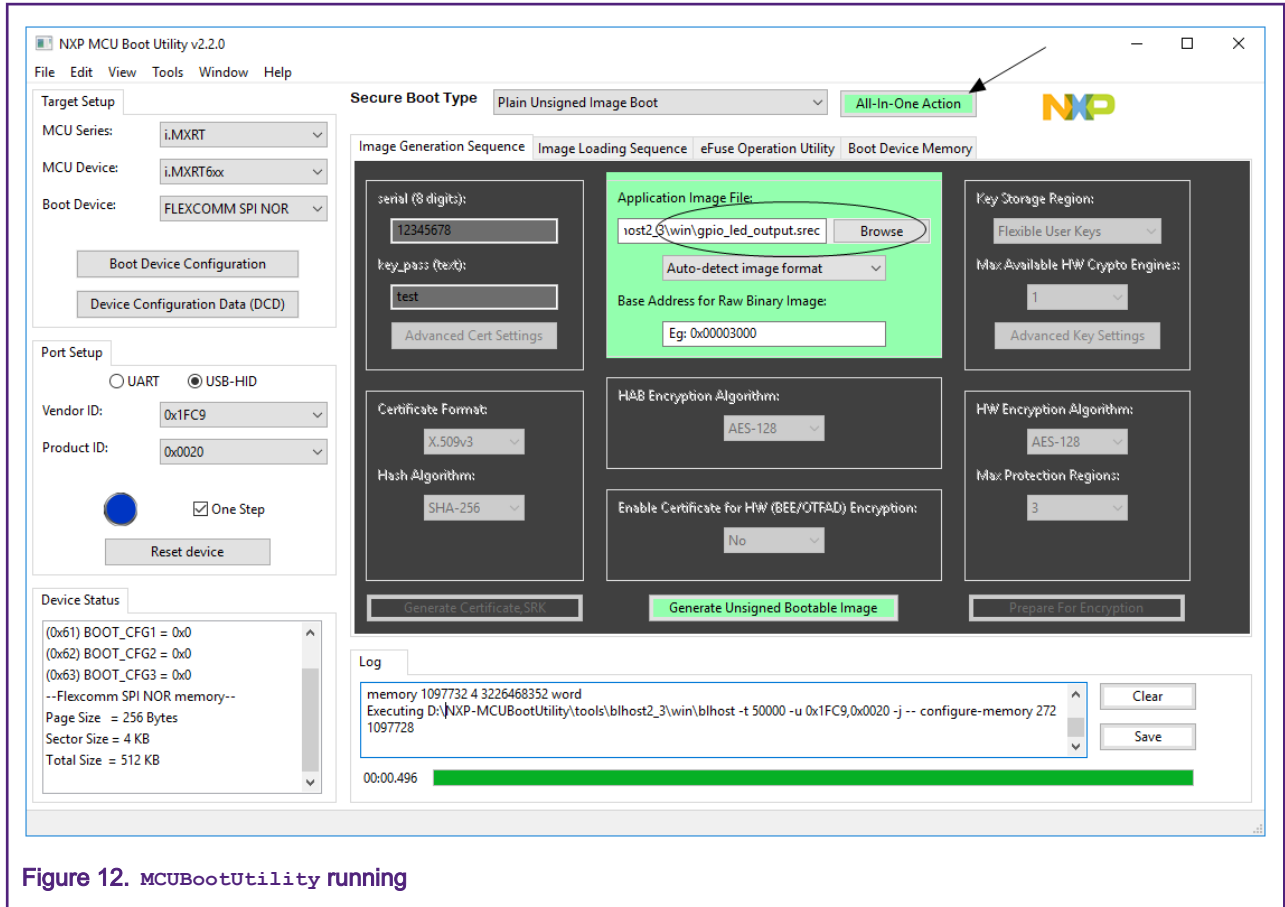 NXP MCU Boot Utility v2.2.0
File Edit View Tools Window Help
Target Setup
MCU Series: i.MXRT
MCU Device: i.MXRT6xx
Boot Device: FLEXCOMM SPI NOR
Boot Device Configuration
Device Configuration Data (DCD)
Port Setup
UART USB-HID
Vendor ID: 0x1FC9
Product ID: 0x0020
One Step
Reset device
Device Status
(0x61) BOOT_CFG1 = 0x0
(0x62) BOOT_CFG2 = 0x0
(0x63) BOOT_CFG3 = 0x0
--Flexcomm SPI NOR memory--
Page Size = 256 Bytes
Sector Size = 4 KB
Total Size = 512 KB
Secure Boot Type Plain Unsigned Image Boot All-In-One Action
NXP
Image Generation Sequence Image Loading Sequence eFuse Operation Utility Boot Device Memory
serial (8 digits):
12345678
key_pass (text):
test
Advanced Cert Settings
Application Image File:
host2_3\win\gpio_led_output.srec Browse
Auto-detect image format
Base Address for Raw Binary Image:
Eg: 0x00003000
Key Storage Region:
Flexible User Keys
Max Available HW Crypto Engines:
1
Advanced Key Settings
Certificate Format:
X.509v3
Hash Algorithm:
SHA-256
HAB Encryption Algorithm:
AES-128
Enable Certificate for HW (BEE/OTFAD) Encryption:
No
HW Encryption Algorithm:
AES-128
Max Protection Regions:
3
Generate Certificate,SRK
Generate Unsigned Bootable Image
Prepare For Encryption
Log
memory 1097732 4 3226468352 word
Executing D:\NXP-MCUBootUtility\tools\blhost2_3\win\blhost -t 50000 -u 0x1FC9,0x0020 -j -- configure-memory 272
1097728
Clear
Save
00:00.496
Figure 12. MCUBootUtility running